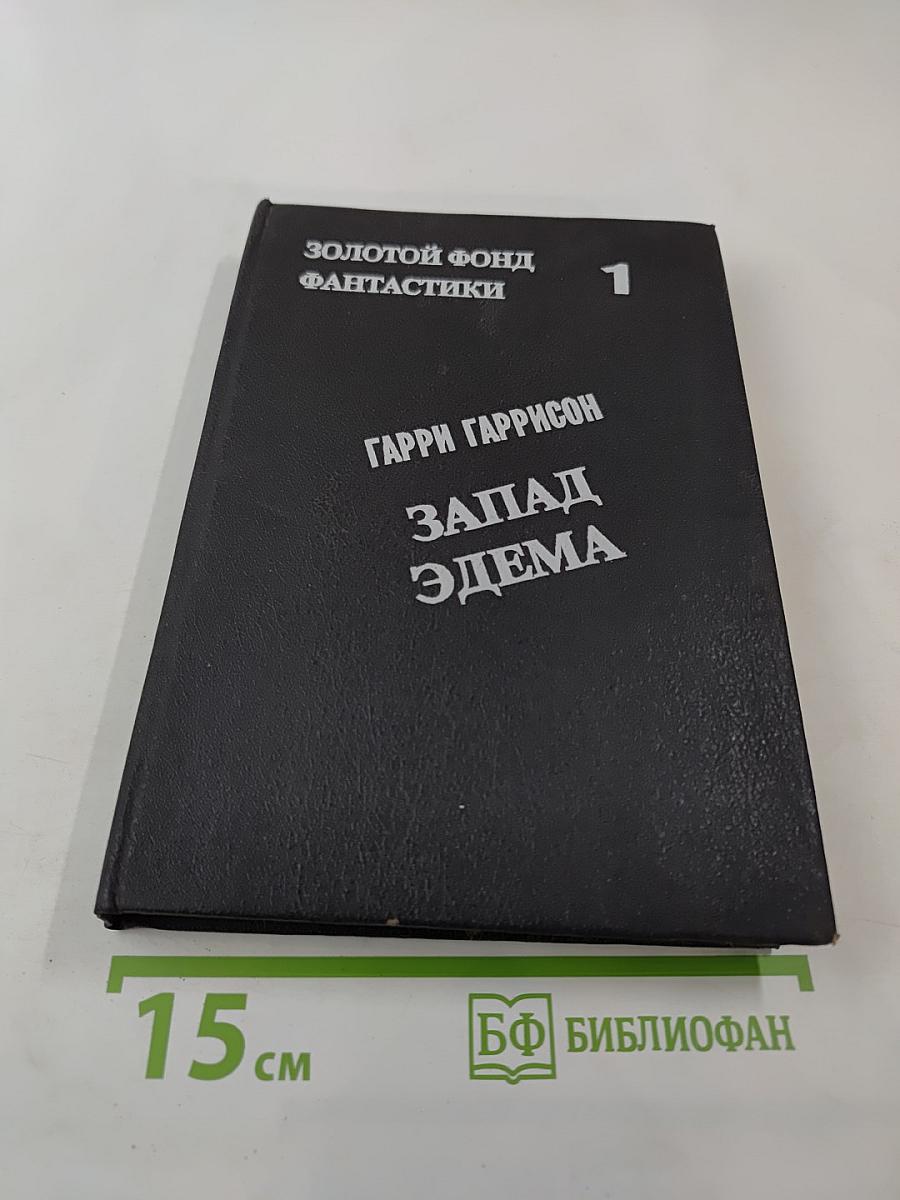 ЗОЛОТОЙ ФОНД
ФАНТАСТИКИ
1
ГАРРИ ГАРРИСОН
ЗАПАД
ЭДЕМА
15 см
БФ БИБЛИОФАН